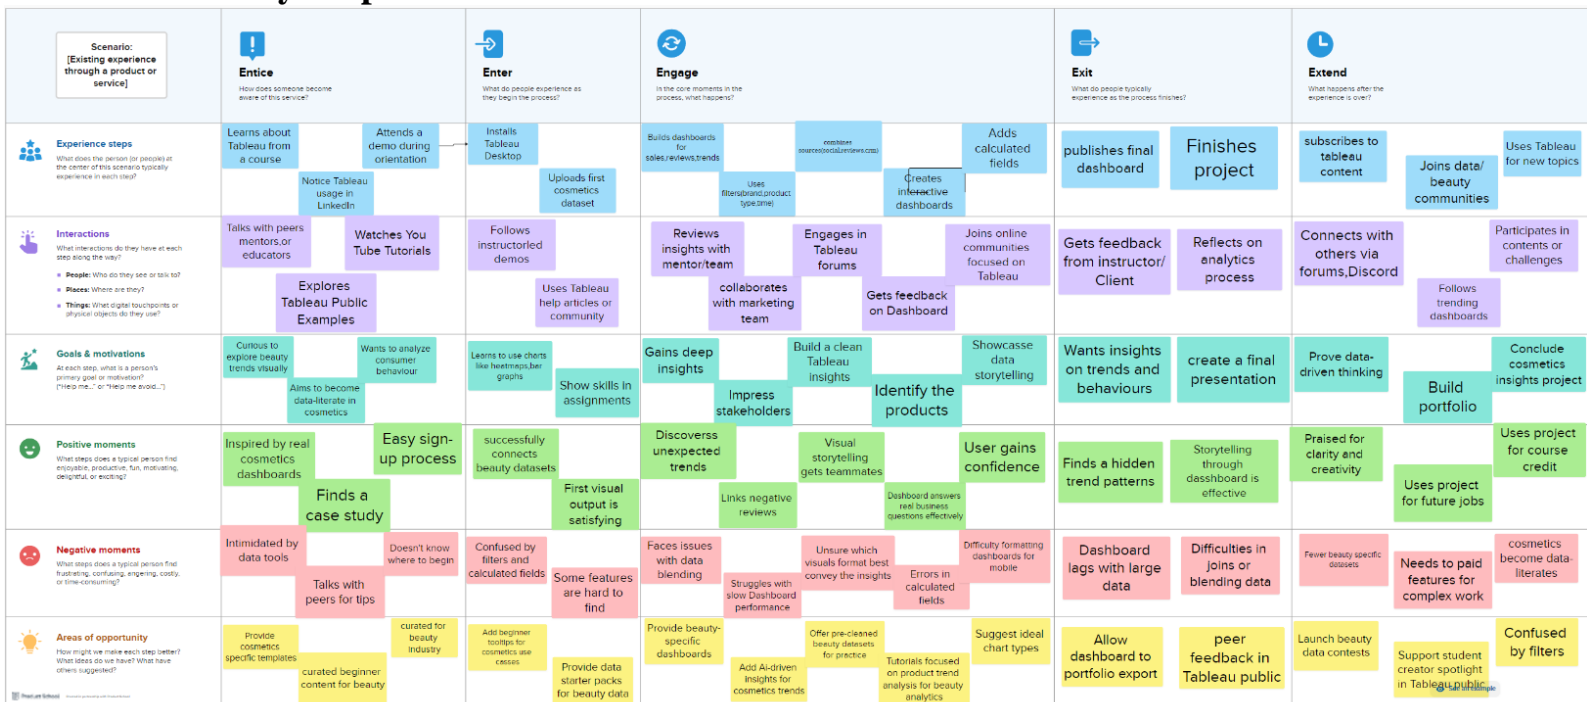 Scenario:
[Existing experience
through a product or
service]
Entice
How does someone become
aware of this service?
Enter
What do people experience as
they begin the process?
Engage
In the core moments in the
process, what happens?
Exit
What do people typically
experience as the process finishes?
Extend
What happens after the
experience is over?
Experience steps
What does the person (or people) at
the center of this scenario typically
experience in each step?
Learns about
Tableau from
a course
Attends a
demo during
orientation
Notice Tableau
usage in
LinkedIn
Installs
Tableau
Desktop
Uploads first
cosmetics
dataset
Builds dashboards
for
sales,reviews,trends
Uses
filters(brand,product
type,time)
combines
sources(social,reviews,crm)
Creates
interactive
dashboards
Adds
calculated
fields
publishes final
dashboard
Finishes
project
subscribes to
tableau
content
Joins data/
beauty
communities
Uses Tableau
for new topics
Interactions
What interactions do they have at each
step along the way?
People: Who do they see or talk to?
Places: Where are they?
Things: What digital touchpoints or
physical objects do they use?
Talks with peers
mentors,or
educators
Watches You
Tube Tutorials
Explores
Tableau Public
Examples
Follows
instructorled
demos
Uses Tableau
help articles or
community
Reviews
insights with
mentor/team
collaborates
with marketing
team
Engages in
Tableau
forums
Gets feedback
on Dashboard
Joins online
communities
focused on
Tableau
Gets feedback
from instructor/
Client
Reflects on
analytics
process
Connects with
others via
forums,Discord
Follows
trending
dashboards
Participates in
contents or
challenges
Goals & motivations
At each step, what is a person's
primary goal or motivation?
("Help me..." or "Help me avoid...")
Curious to
explore beauty
trends visually
Wants to analyze
consumer
behaviour
Aims to become
data-literate in
cosmetics
Learns to use charts
like heatmaps,bar
graphs
Show skills in
assignments
Gains deep
insights
Impress
stakeholders
Build a clean
Tableau
insights
Identify the
products
Showcasse
data
storytelling
Wants insights
on trends and
behaviours
create a final
presentation
Prove data-
driven thinking
Build
portfolio
Conclude
cosmetics
insights project
Positive moments
What steps does a typical person find
enjoyable, productive, fun, motivating,
delightful, or exciting?
Inspired by real
cosmetics
dashboards
Easy sign-
up process
Finds a
case study
successfully
connects
beauty datasets
First visual
output is
satisfying
Discoverss
unexpected
trends
Links negative
reviews
Visual
storytelling
gets teammates
Dashboard answers
real business
questions effectively
User gains
confidence
Finds a hidden
trend patterns
Storytelling
through
dasshboard is
effective
Praised for
clarity and
creativity
Uses project
for future jobs
Uses project
for course
credit
Negative moments
What steps does a typical person find
frustrating, confusing, angering, costly,
or time-consuming?
Intimidated by
data tools
Doesn't know
where to begin
Talks with
peers for tips
Confused by
filters and
calculated fields
Some features
are hard to
find
Faces issues
with data
blending
Struggles with
slow Dashboard
peformance
Unsure which
visuals format best
convey the insights
Errors in
calculated
fields
Difficulty formatting
dashboards for
mobile
Dashboard
lags with large
data
Difficulties in
joins or
blending data
Fewer beauty specific
datasets
Needs to paid
features for
complex work
cosmetics
become data-
literates
Areas of opportunity
How might we make each step better?
What ideas do we have? What have
others suggested?
Provide
cosmetics
specific templates
curated for
beauty
Industry
curated beginner
content for beauty
Add beginner
tooltips for
cosmetics use
casses
Provide data
starter packs
for beauty data
Provide beauty-
specific
dashboards
Add Ai-driven
insights for
cosmetics trends
Offer pre-cleaned
beauty datasets
for practice
Tutorials focused
on product trend
analysis for beauty
analytics
Suggest ideal
chart types
Allow
dashboard to
portfolio export
peer
feedback in
Tableau public
Launch beauty
data contests
Support student
creator spotlight
in Tableau public
Confused
by filters
See an example